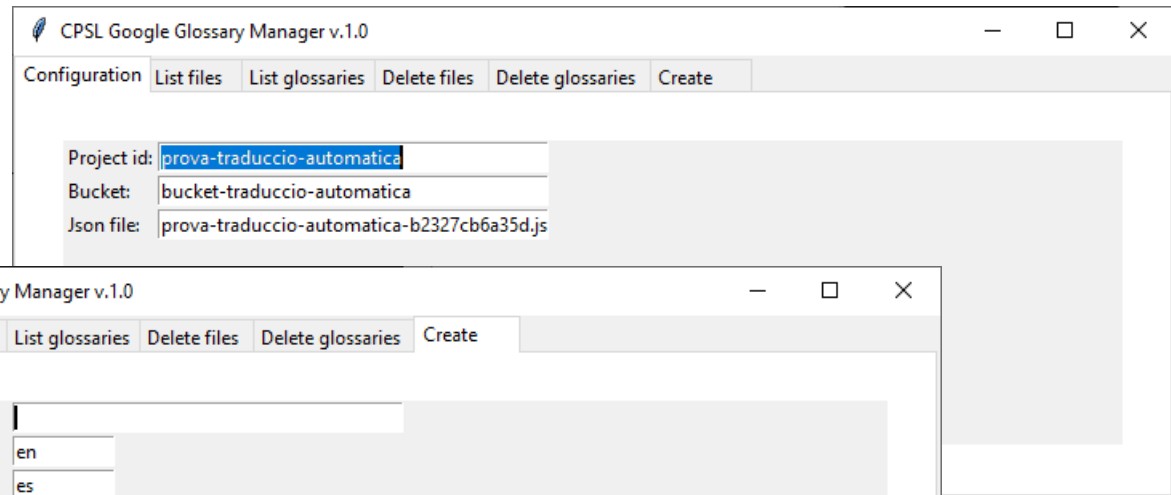 CPSL Google Glossary Manager v.1.0
Configuration List files List glossaries Delete files Delete glossaries Create
Project id: prova-traduccio-automatica
Bucket: bucket-traduccio-automatica
Json file: prova-traduccio-automatica-b2327cb6a35d.js
y Manager v.1.0
List glossaries Delete files Delete glossaries Create
en
es